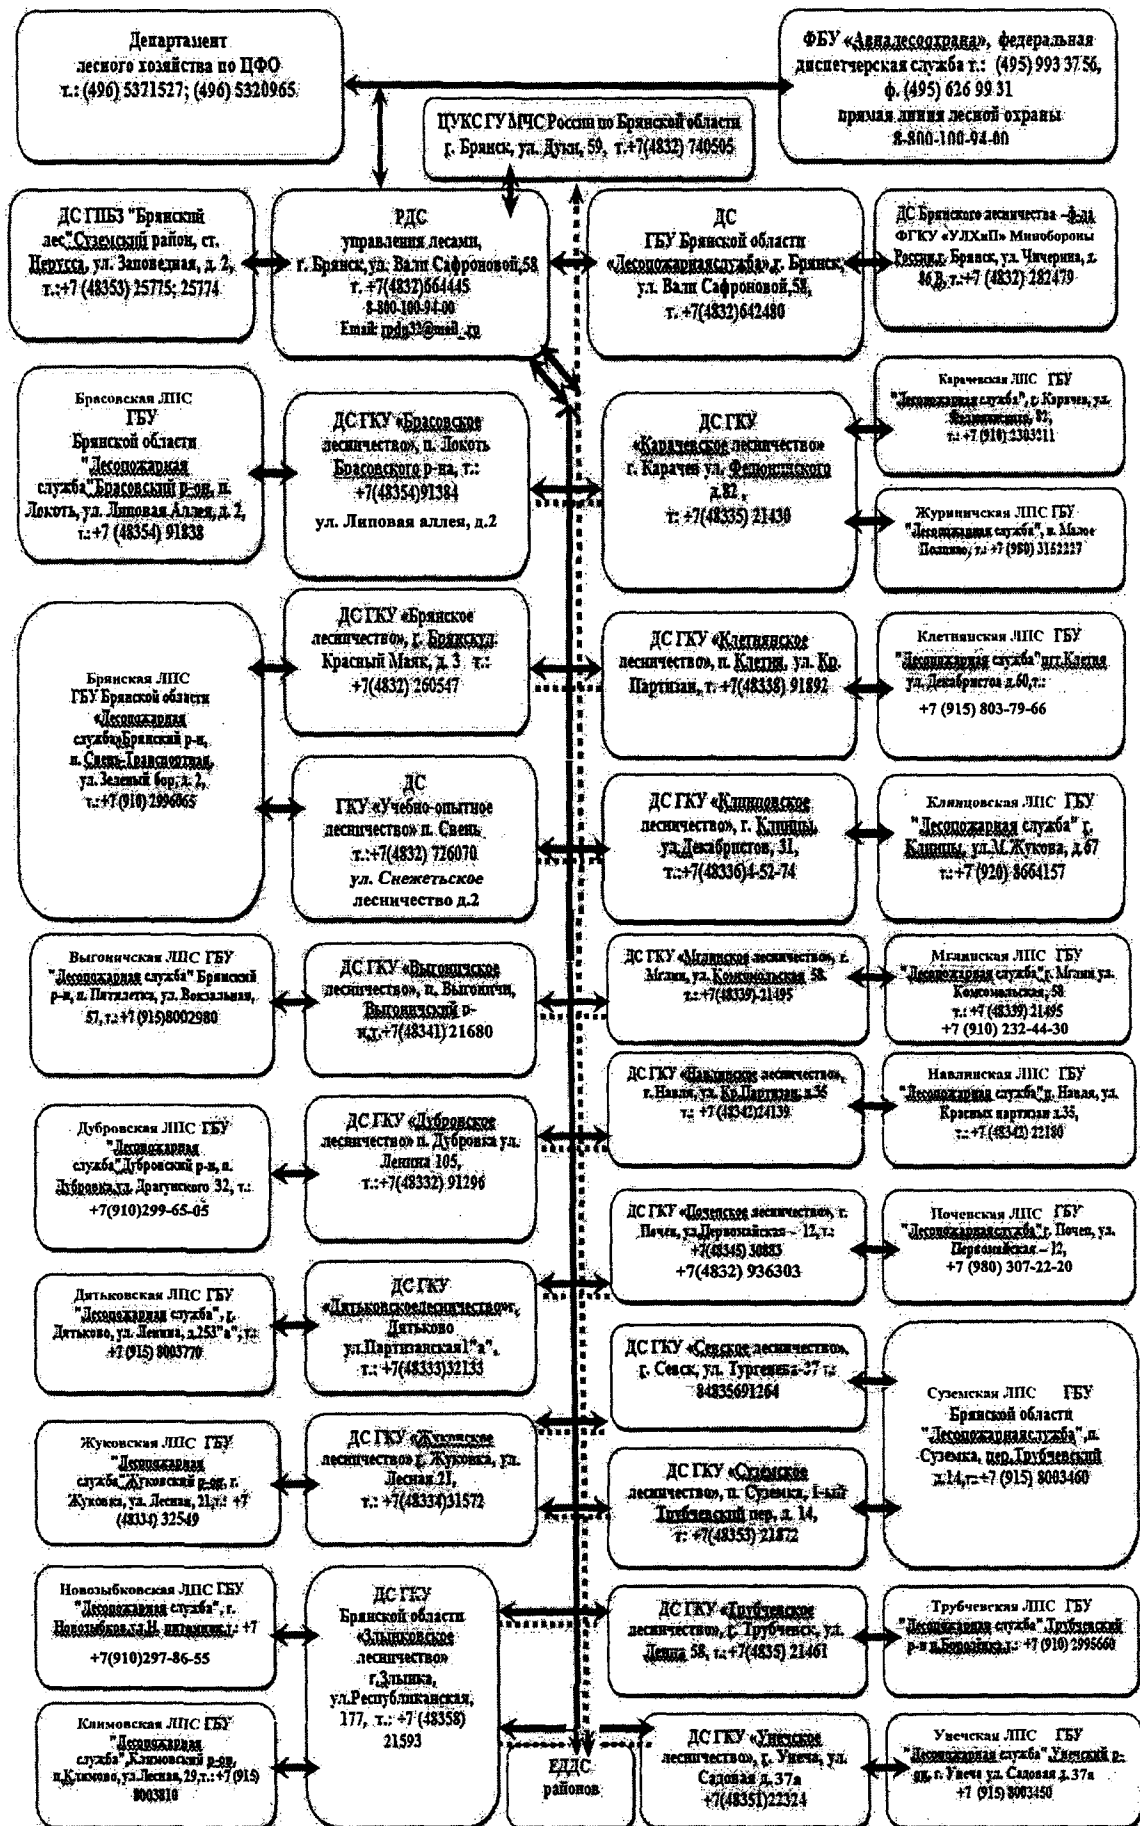 Департамент
лесного хозяйства по ЦФО
т.: (496) 5371527; (496) 5320965
ФБУ «Авиалесоохрана», федеральная
диспетчерская служба т.: (495) 993 37 56,
ф. (495) 626 99 31
прямая линия лесной охраны
8-800-100-94-00
ЦУКС ГУ МЧС России по Брянской области
г. Брянск, ул. Дуки, 59, т.+7(4832) 740505
ДС ГПБЗ "Брянский
лес" Суземский район, ст.
Нерусса, ул. Заповедная, д. 2,
т.:+7 (48353) 25775; 25774
РДС
управления лесами,
г. Брянск, ул. Вали Сафроновой,58
т. +7(4832)664445
8-800-100-94-00
Email:
ДС
ГБУ Брянской области
«Лесопожарнаяслужба»,г. Брянск,
ул. Вали Сафроновой,58,
т. +7(4832)642480
ДС Брянского лесничества –ф-ла
ФГКУ «УЛХиП» Минобороны
России,г. Брянск, ул. Чичерина, д.
т.:+7 (4832) 282479
Брасовская ЛПС
ГБУ
Брянской области
"Лесопожарная
служба"Брасовский р-он, п.
Локоть, ул. Липовая Аллея, д. 2,
т.:+7 (48354) 91838
ДС ГКУ «Брасовское
лесничество», п. Локоть
Брасовского р-на, т.:
+7(48354)91384
ул. Липовая аллея, д.2
ДС ГКУ
«Карачевское лесничество»
г. Карачев ул.
д.82 ,
т: +7(48335) 21430
Карачевская ЛПС ГБУ
"Лесопожарная служба", г. Карачев, ул.
82,
т.: +7 (910) 2303211
Журиничская ЛПС ГБУ
"Лесопожарная служба", п. Малое
Полпино, т.: +7 (980) 3152227
Брянская ЛПС
ГБУ Брянской области
«Лесопожарная
служба»Брянский р-н,
п. Свень-Транспортная,
ул. Зеленый бор, д. 2,
т.:+7 (910) 2996065
ДС ГКУ «Брянское
лесничество», г. Брянскул.
Красный Маяк, д. 3 т.:
+7(4832) 260547
ДС ГКУ «Клетнянское
лесничество», п. Клетня, ул. Кр.
Партизан, т. +7(48338) 91892
Клетнянская ЛПС ГБУ
"Лесопожарная служба"пгт.Клетня
ул. Декабристов д.60,т.:
+7 (915) 803-79-66
ДС
ГКУ «Учебно-опытное
лесничество» п. Свень
т.:+7(4832) 726070
ул. Снежетьское
лесничество д.2
ДС ГКУ «Клинцовское
лесничество», г. Клинцы,
ул.Декабристов, 31,
т.:+7(48336)4-52-74
Клинцовская ЛПС ГБУ
"Лесопожарная служба" г.
Клинцы, ул.М.Жукова, д.67
т.:+7 (920) 8664157
Выгоничская ЛПС ГБУ
"Лесопожарная служба" Брянский
р-н, п. Пятилетка, ул. Вокзальная,
57, т.: +7 (915)8002980
ДС ГКУ «Выгоничское
лесничество», п. Выгоничи,
Выгоничский р-
н,т.+7(48341) 21680
ДС ГКУ «Мглинское лесничество», г.
Мглин, ул. Комсомольская 58.
т.: +7(48339)-21495
Мглинская ЛПС ГБУ
"Лесопожарная служба"г. Мглин ул.
Комсомольская, 58
т.: +7 (48339) 21495
+7 (910) 232-44-30
Дубровская ЛПС ГБУ
"Лесопожарная
служба"Дубровский р-н, п.
Дубровка,ул. Драгунского 32, т.:
+7(910)299-65-05
ДС ГКУ «Дубровское
лесничество» п. Дубровка ул.
Ленина 105,
т.:+7(48332) 91296
ДС ГКУ «Навлинское лесничество»,
г.Навля, ул. Кр.Партизан, д.35
т.: +7 (48342)24139
Навлинская ЛПС ГБУ
"Лесопожарная служба"р. Навля, ул.
Красных партизан д.35,
т.:+7 (48342) 22180
ДС ГКУ «Почепское лесничество», г.
Почеп, ул.Первомайская – 12, т.:
+7(48345) 30883
+7(4832) 936303
Почепская ЛПС ГБУ
"Лесопожарнаяслужба"г. Почеп, ул.
Первомайская – 12,
+7 (980) 307-22-20
Дятьковская ЛПС ГБУ
"Лесопожарная служба", г.
Дятьково, ул. Ленина, д.253"а", т.:
+7 (915) 8003770
ДС ГКУ
«Дятьковскоелесничество»г.
Дятьково
ул.Партизанская1"а",
т.: +7(48333)32133
ДС ГКУ «Севское лесничество»,
г. Севск, ул. Тургенева-37 т.:
84835691264
Суземская ЛПС ГБУ
Брянской области
"Лесопожарнаяслужба",п.
Суземка, пер.Трубчевский
д.14,т.: +7 (915) 8003460
Жуковская ЛПС ГБУ
"Лесопожарная
служба"Жуковский р-он, г.
Жуковка, ул. Лесная, 21,т.: +7
(48334) 32549
ДС ГКУ «Жуковское
лесничество» г. Жуковка, ул.
Лесная 21,
т.: +7(48334)31572
ДС ГКУ «Суземское
лесничество», п. Суземка, 1-ый
Трубчевский пер. д. 14,
т: +7(48353) 21872
Новозыбковская ЛПС ГБУ
"Лесопожарная служба", г.
Новозыбков,ул.Н. питомник,т.: +7
+7(910)297-86-55
ДС ГКУ
Брянской области
«Злынковское
лесничество»
г.Злынка,
ул.Республиканская,
177, т.: +7 (48358)
21593
ДС ГКУ «Трубчевское
лесничество», г. Трубчевск, ул.
58, т.:+7(4835) 21461
Трубчевская ЛПС ГБУ
"Лесопожарная служба" Трубчевский
р-н +7 (910) 2995660
Климовская ЛПС ГБУ
"Лесопожарная
служба",Климовский р-он,
п.Климово, ул.Лесная, 29,т.: +7 (915)
8003810
ЕДДС
районов
ДС ГКУ «Унечское
лесничество», г. Унеча, ул.
Садовая д. 37а
+7(48351)22324
Унечская ЛПС ГБУ
"Лесопожарная служба",Унечский р-
он, г. Унеча ул. Садовая д.37а
+7 (915) 8003450